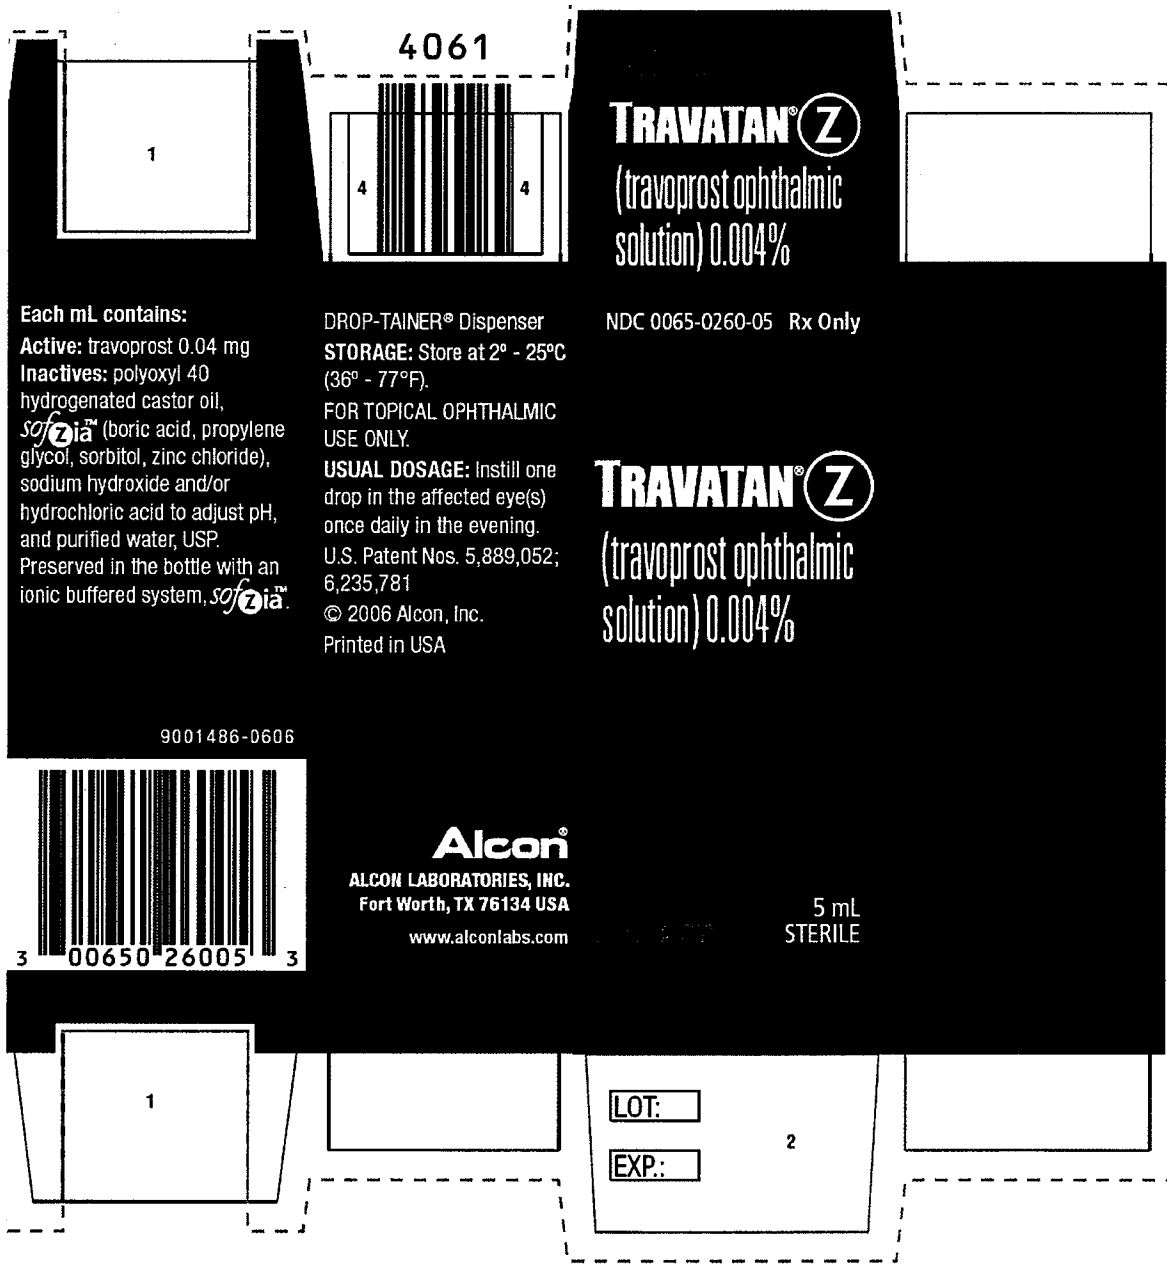 1
4061
4
4
TRAVATAN® Z
(travoprost ophthalmic
solution) 0.004%
Each mL contains:
Active: travoprost 0.04 mg
Inactives: polyoxyl 40
hydrogenated castor oil,
sofZia™ (boric acid, propylene
glycol, sorbitol, zinc chloride),
sodium hydroxide and/or
hydrochloric acid to adjust pH,
and purified water, USP.
Preserved in the bottle with an
ionic buffered system, sofZia™.
9001486-0606
3 00650 26005 3
DROP-TAINER® Dispenser
STORAGE: Store at 2º - 25ºC
(36º - 77°F).
FOR TOPICAL OPHTHALMIC
USE ONLY.
USUAL DOSAGE: Instill one
drop in the affected eye(s)
once daily in the evening.
U.S. Patent Nos. 5,889,052;
6,235,781
© 2006 Alcon, Inc.
Printed in USA
Alcon®
ALCON LABORATORIES, INC.
Fort Worth, TX 76134 USA
www.alconlabs.com
NDC 0065-0260-05 Rx Only
TRAVATAN® Z
(travoprost ophthalmic
solution) 0.004%
5 mL
STERILE
1
LOT:
EXP.:
2